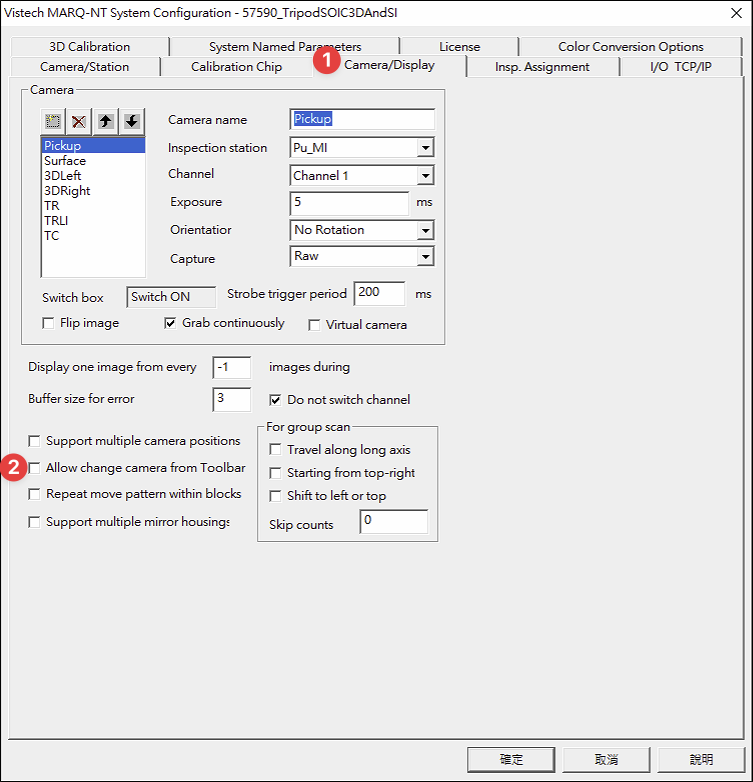 Vistech MARQ-NT System Configuration - 57590_TripodSOIC3DAndSI
3D Calibration System Named Parameters License Color Conversion Options
Camera/Station Calibration Chip 1 Camera/Display Insp. Assignment I/O TCP/IP
Camera
Pickup
Surface
3DLeft
3DRight
TR
TRLI
TC
Camera name Pickup
Inspection station Pu_MI
Channel Channel 1
Exposure 5 ms
Orientatior No Rotation
Capture Raw
Switch box Switch ON Strobe trigger period 200 ms
Flip image Grab continuously Virtual camera
Display one image from every -1 images during
Buffer size for error 3 Do not switch channel
Support multiple camera positions
2 Allow change camera from Toolbar
Repeat move pattern within blocks
Support multiple mirror housings
For group scan
Travel along long axis
Starting from top-right
Shift to left or top
Skip counts 0
確定 取消 說明